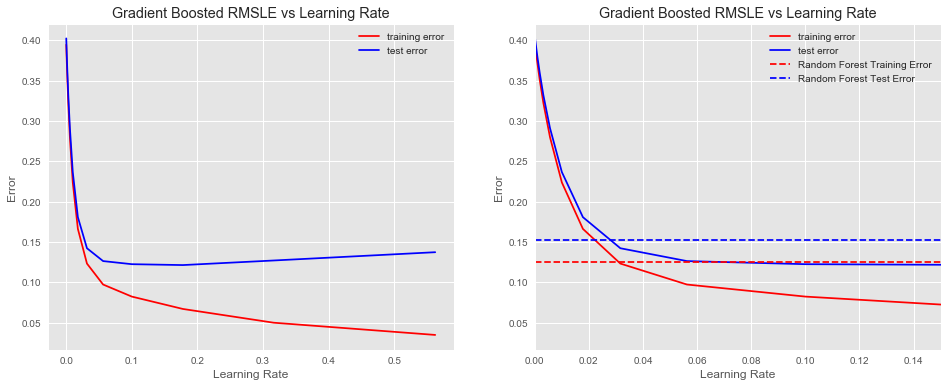 Gradient Boosted RMSLE vs Learning Rate
training error
test error
0.40
0.35
0.30
0.25
0.20
0.15
0.10
0.05
Error
0.0 0.1 0.2 0.3 0.4 0.5
Learning Rate
Gradient Boosted RMSLE vs Learning Rate
training error
test error
Random Forest Training Error
Random Forest Test Error
0.40
0.35
0.30
0.25
0.20
0.15
0.10
0.05
Error
0.00 0.02 0.04 0.06 0.08 0.10 0.12 0.14
Learning Rate